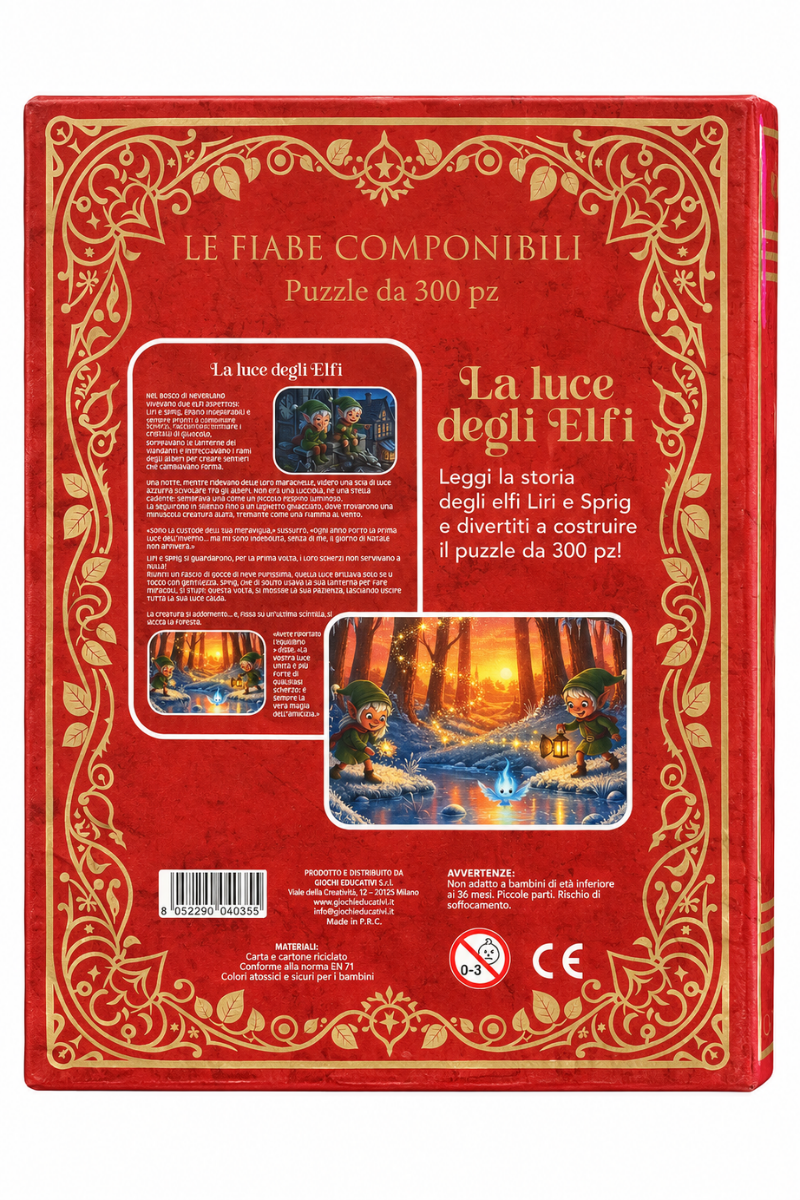 LE FIABE COMPONIBILI
Puzzle da 300 pz
La luce degli Elfi
NEL BOSCO DI NEVERLAND
VIVEVANO DUE ELFI DISPETTOSI:
LIRI E SPRIG, ERANO INSEPARABILI E
SEMPRE PRONTI A COMBINARE
SCHERZI,
CRISTALLI DI
LE LANTERNE DEI
VIANDANTI E INTRECCIAVANO I RAMI
DEGLI ALBERI PER CREARE SENTIERI
CHE CAMBIAVANO FORMA.
UNA NOTTE, MENTRE RIDEVANO DELLE LORO MARACHELLE, VIDERO UNA SCIA DI LUCE
AZZURRA SCIVOLARE TRA GLI ALBERI. NON ERA UNA LUCCIOLA, NÉ UNA STELLA
CADENTE: SEMBRAVA UNA COME UN PICCOLO RESPIRO LUMINOSO.
LA SEGUIRONO IN SILENZIO FINO A UN LAGHETTO GHIACCIATO, DOVE TROVARONO UNA
MINUSCOLA CREATURA ALATA, TREMANTE COME UNA FIAMMA AL VENTO.
«SONO LA CUSTODE DELL TUA MERAVIGLIA,» SUSSURRÒ, «OGNI ANNO PORTO LA PRIMA
LUCE DELL'INVERNO... MA MI SONO INDEBOLITA, SENZA DI ME, IL GIORNO DI NATALE
NON ARRIVERÀ.»
LIRI E SPRIG SI GUARDARONO, PER LA PRIMA VOLTA, I LORO SCHERZI NON SERVIVANO A
NULLA!
RIUNITI UN FASCIO DI GOCCE DI NEVE PURISSIMA, QUELLA LUCE BRILLAVA SOLO SE
TOCCO CON GENTILEZZA. SPRIG, CHE DI SOLITO USAVA LA SUA LANTERNA PER FARE
MIRACOLI, SI STUPÌ: QUESTA VOLTA, SI MOSSE LA SUA PAZIENZA, LASCIANDO USCIRE
TUTTA LA SUA LUCE CALDA.
LA CREATURA SI ADDORMENTÒ... E, FISSA SU UN'ULTIMA SCINTILLA, SI
LA FORESTA.
«AVETE RIPORTATO
L'EQUILIBRIO
» DISSE. «LA
VOSTRA LUCE
UNITA È PIÙ
FORTE DI
QUALSIASI
SCHERZO: È
SEMPRE LA
VERA MAGIA
DELL'AMICIZIA.»
La luce
degli Elfi
Leggi la storia
degli elfi Liri e Sprig
e divertiti a costruire
il puzzle da 300 pz!
8 052290 040355
PRODOTTO E DISTRIBUITO DA
GIOCHI EDUCATIVI S.r.l.
Viale della Creatività, 12 – 20125 Milano
www.giochieducativi.it
info@giochieducativi.it
Made in P.R.C.
AVVERTENZE:
Non adatto a bambini di età inferiore
ai 36 mesi. Piccole parti. Rischio di
soffocamento.
MATERIALI:
Carta e cartone riciclato
Conforme alla norma EN 71
Colori atossici e sicuri per i bambini
0-3
CE